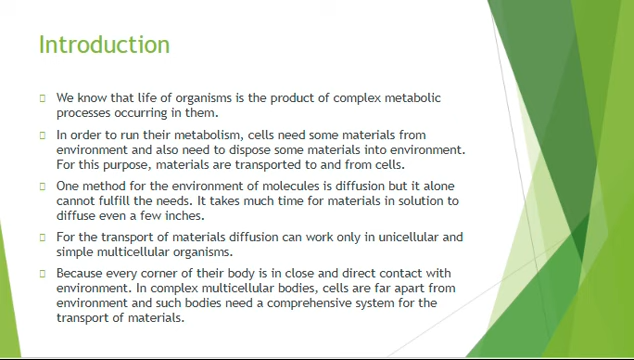 Introduction
We know that life of organisms is the product of complex metabolic
processes occurring in them.
In order to run their metabolism, cells need some materials from
environment and also need to dispose some materials into environment.
For this purpose, materials are transported to and from cells.
One method for the environment of molecules is diffusion but it alone
cannot fulfill the needs. It takes much time for materials in solution to
diffuse even a few inches.
For the transport of materials diffusion can work only in unicellular and
simple multicellular organisms.
Because every corner of their body is in close and direct contact with
environment. In complex multicellular bodies, cells are far apart from
environment and such bodies need a comprehensive system for the
transport of materials.